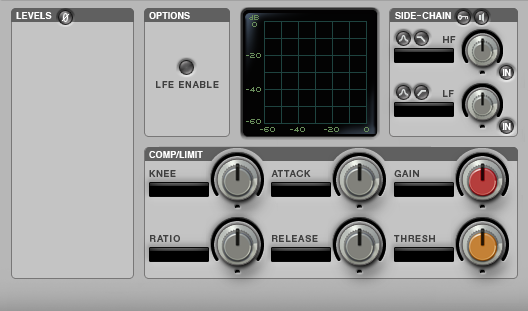 LEVELS
OPTIONS
LFE ENABLE
dB
0
-20
-40
-60
-60 -40 -20 0
SIDE-CHAIN
HF
IN
LF
IN
COMP/LIMIT
KNEE
ATTACK
GAIN
RATIO
RELEASE
THRESH